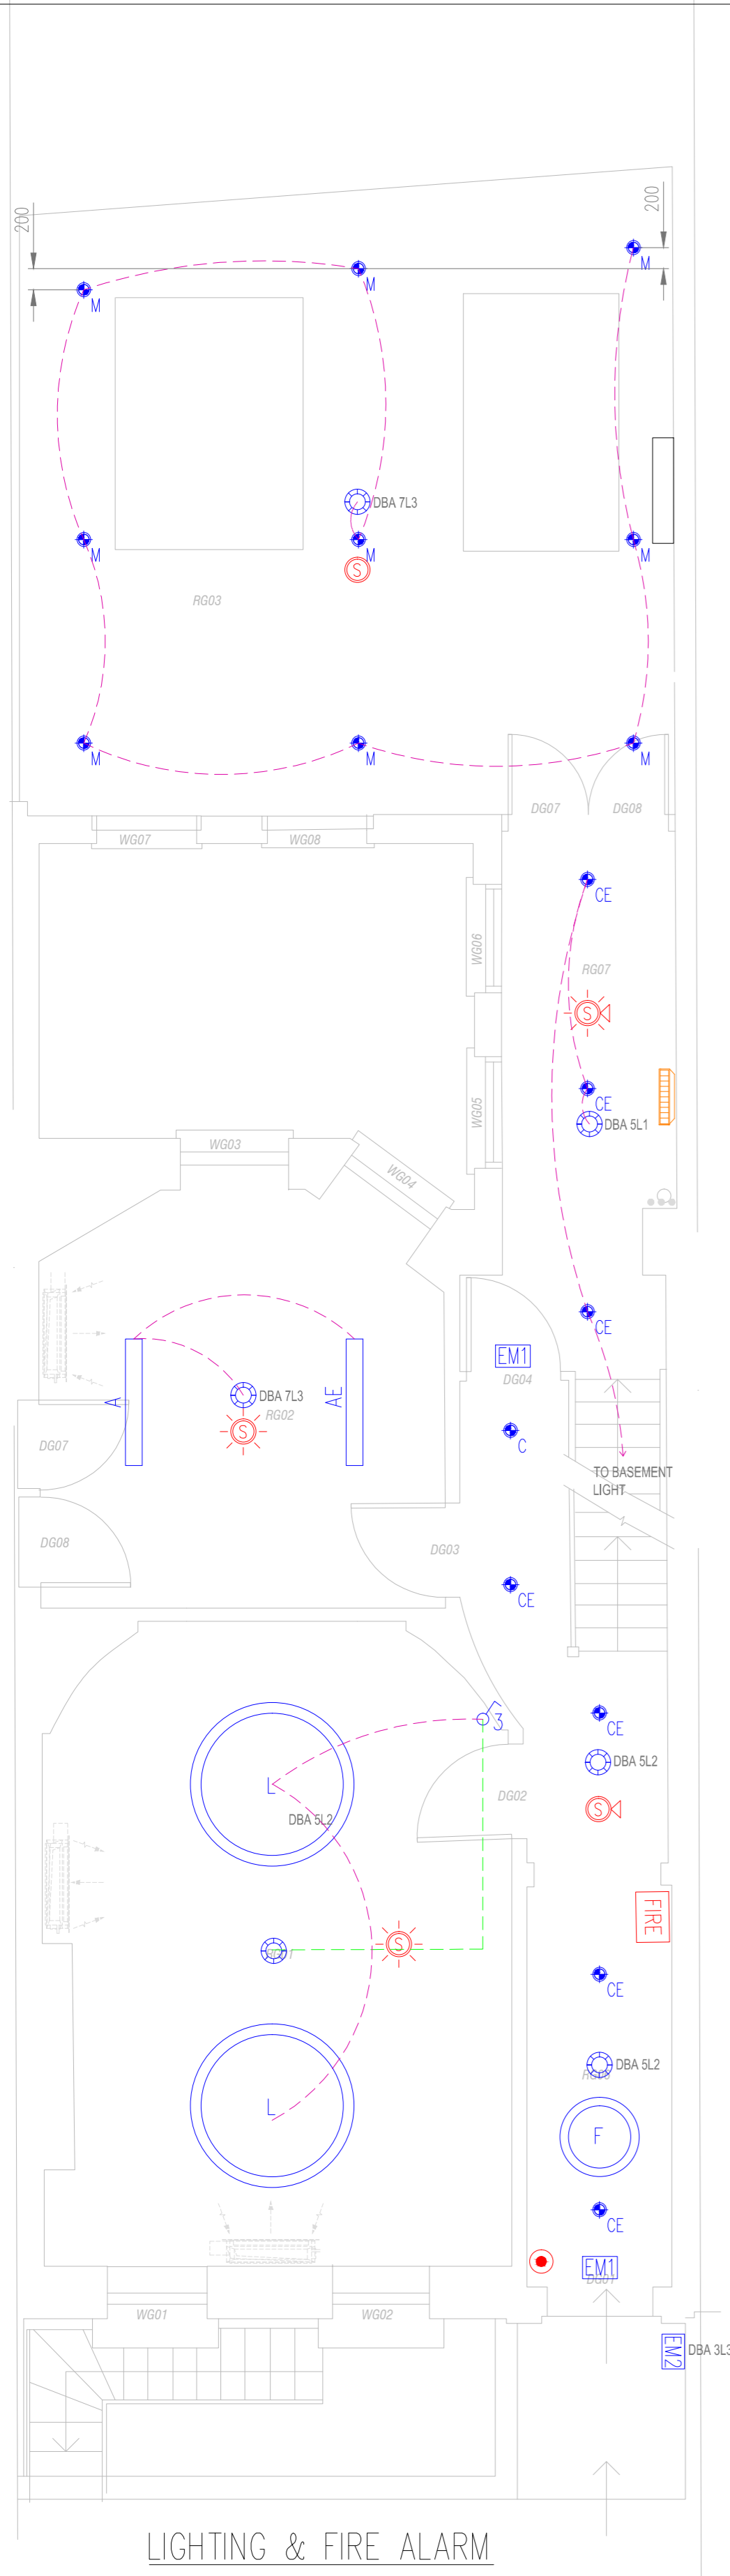 200
200
M
M
M
DBA 7L3
M
M
M
S
RG03
M
M
M
DG07
DG08
WG07
WG08
CE
WG06
RG07
S
CE
WG05
DBA 5L1
WG03
WG04
CE
EM1
DG04
A
AE
DBA 7L3
RG02
S
DG07
C
TO BASEMENT
LIGHT
DG08
DG03
CE
3
CE
L
DBA 5L2
DBA 5L2
DG02
S
FIRE
S
CE
DBA 5L2
L
F
CE
EM1
DG01
WG01
WG02
EM2
DBA 3L3
LIGHTING & FIRE ALARM